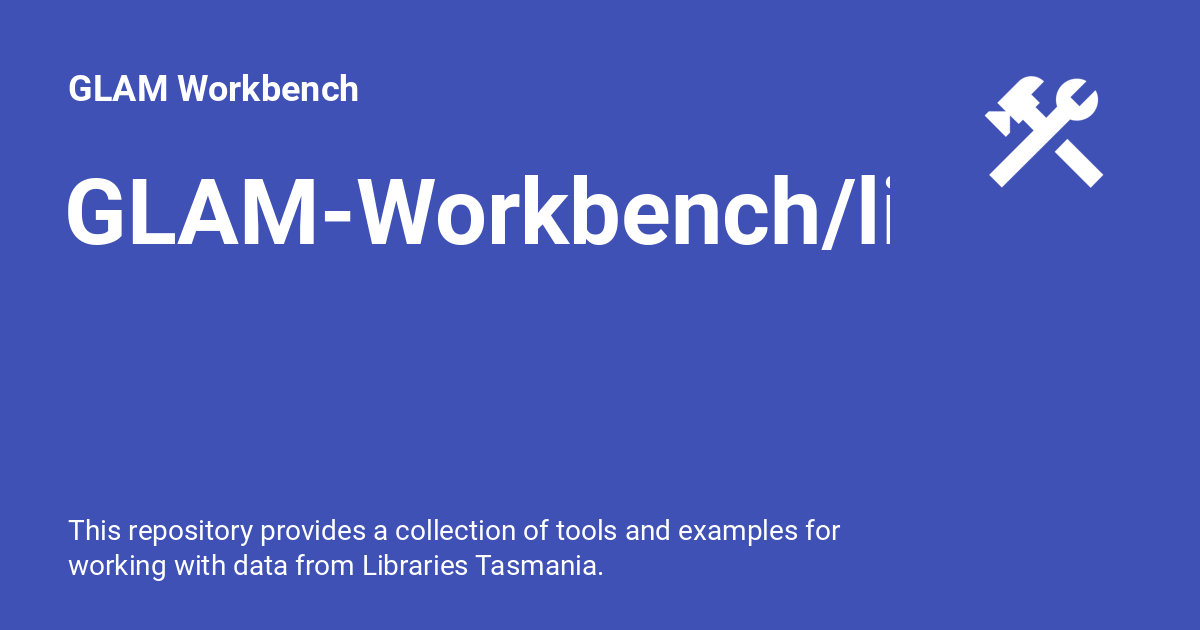 GLAM Workbench
GLAM-Workbench/li
This repository provides a collection of tools and examples for
working with data from Libraries Tasmania.